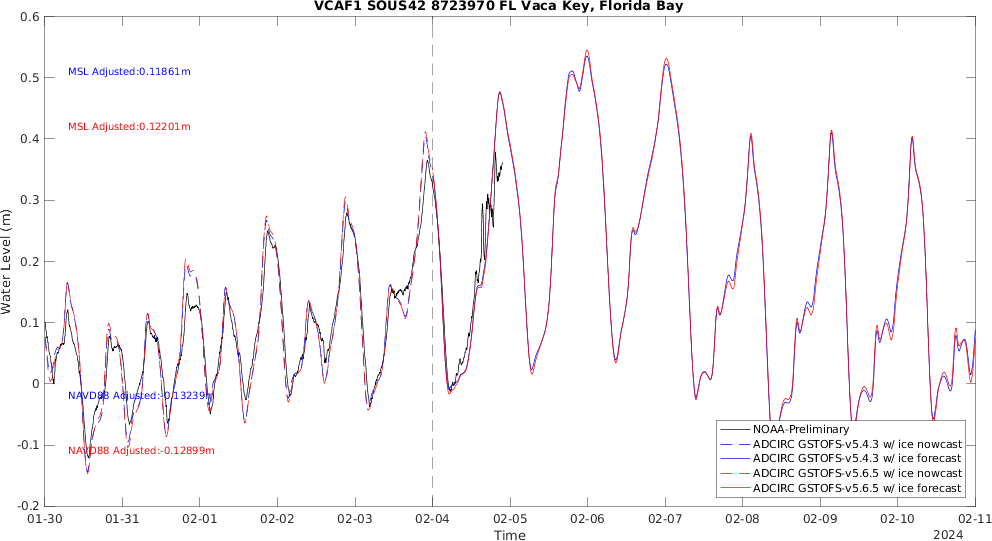 VCAF1 SOUS42 8723970 FL Vaca Key, Florida Bay
0.6
0.5
0.4
0.3
0.2
0.1
0
-0.1
-0.2
Water Level (m)
MSL Adjusted:0.11861m
MSL Adjusted:0.12201m
NAVD88 Adjusted:-0.13239m
NAVD88 Adjusted:-0.12899m
NOAA-Preliminary
ADCIRC GSTOFS-v5.4.3 w/ ice nowcast
ADCIRC GSTOFS-v5.4.3 w/ ice forecast
ADCIRC GSTOFS-v5.6.5 w/ ice nowcast
ADCIRC GSTOFS-v5.6.5 w/ ice forecast
01-30 01-31 02-01 02-02 02-03 02-04 02-05 02-06 02-07 02-08 02-09 02-10 02-11
Time
2024